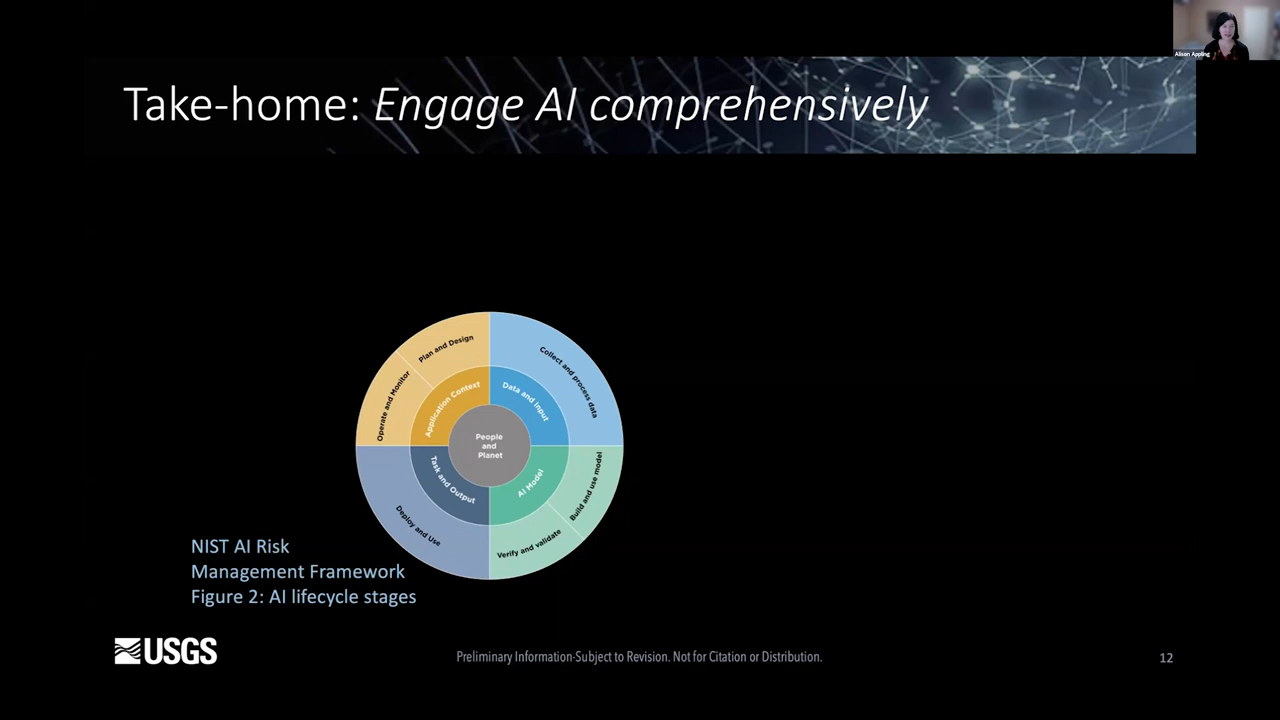 Alison Appling
Take-home: Engage AI comprehensively
Plan and Design
Operate and Monitor
Application Context
Collect and process data
Data and Input
People
and
Planet
Task and Output
AI Model
Build and use model
Verify and validate
Deploy and Use
NIST AI Risk
Management Framework
Figure 2: AI lifecycle stages
USGS
Preliminary Information-Subject to Revision. Not for Citation or Distribution.
12